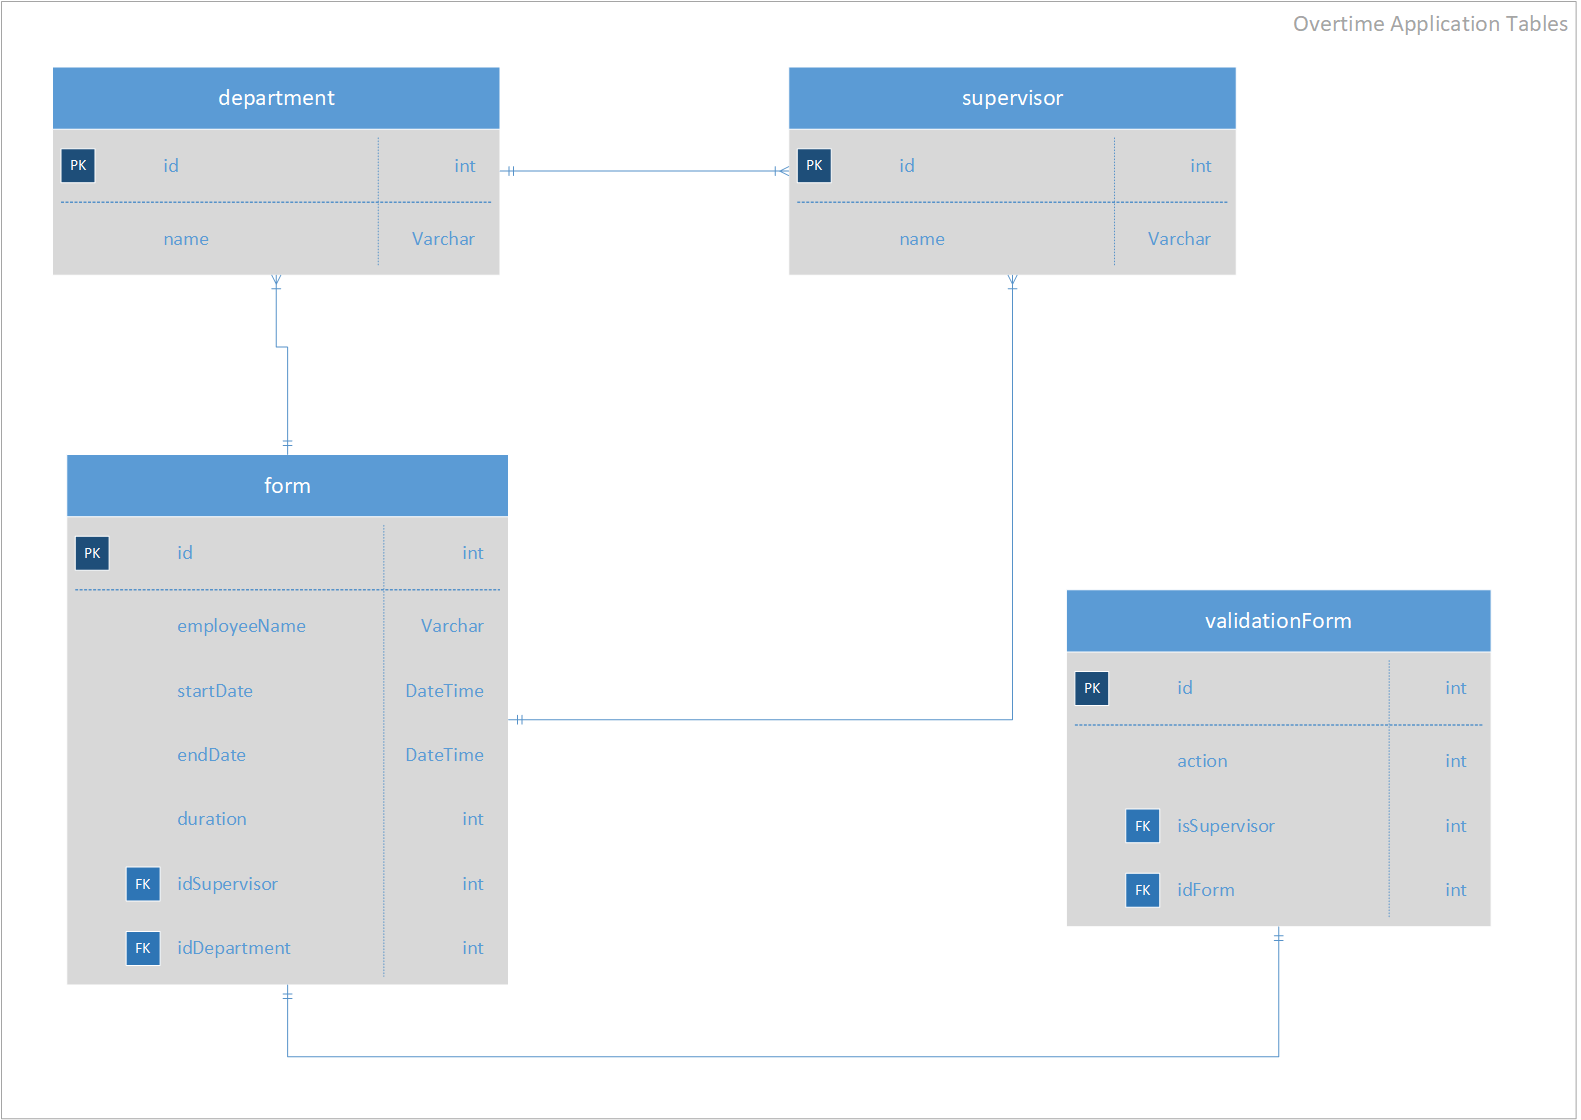 Overtime Application Tables
department
PK id int
name Varchar
supervisor
PK id int
name Varchar
form
PK id int
employeeName Varchar
startDate DateTime
endDate DateTime
duration int
FK idSupervisor int
FK idDepartment int
validationForm
PK id int
action int
FK isSupervisor int
FK idForm int